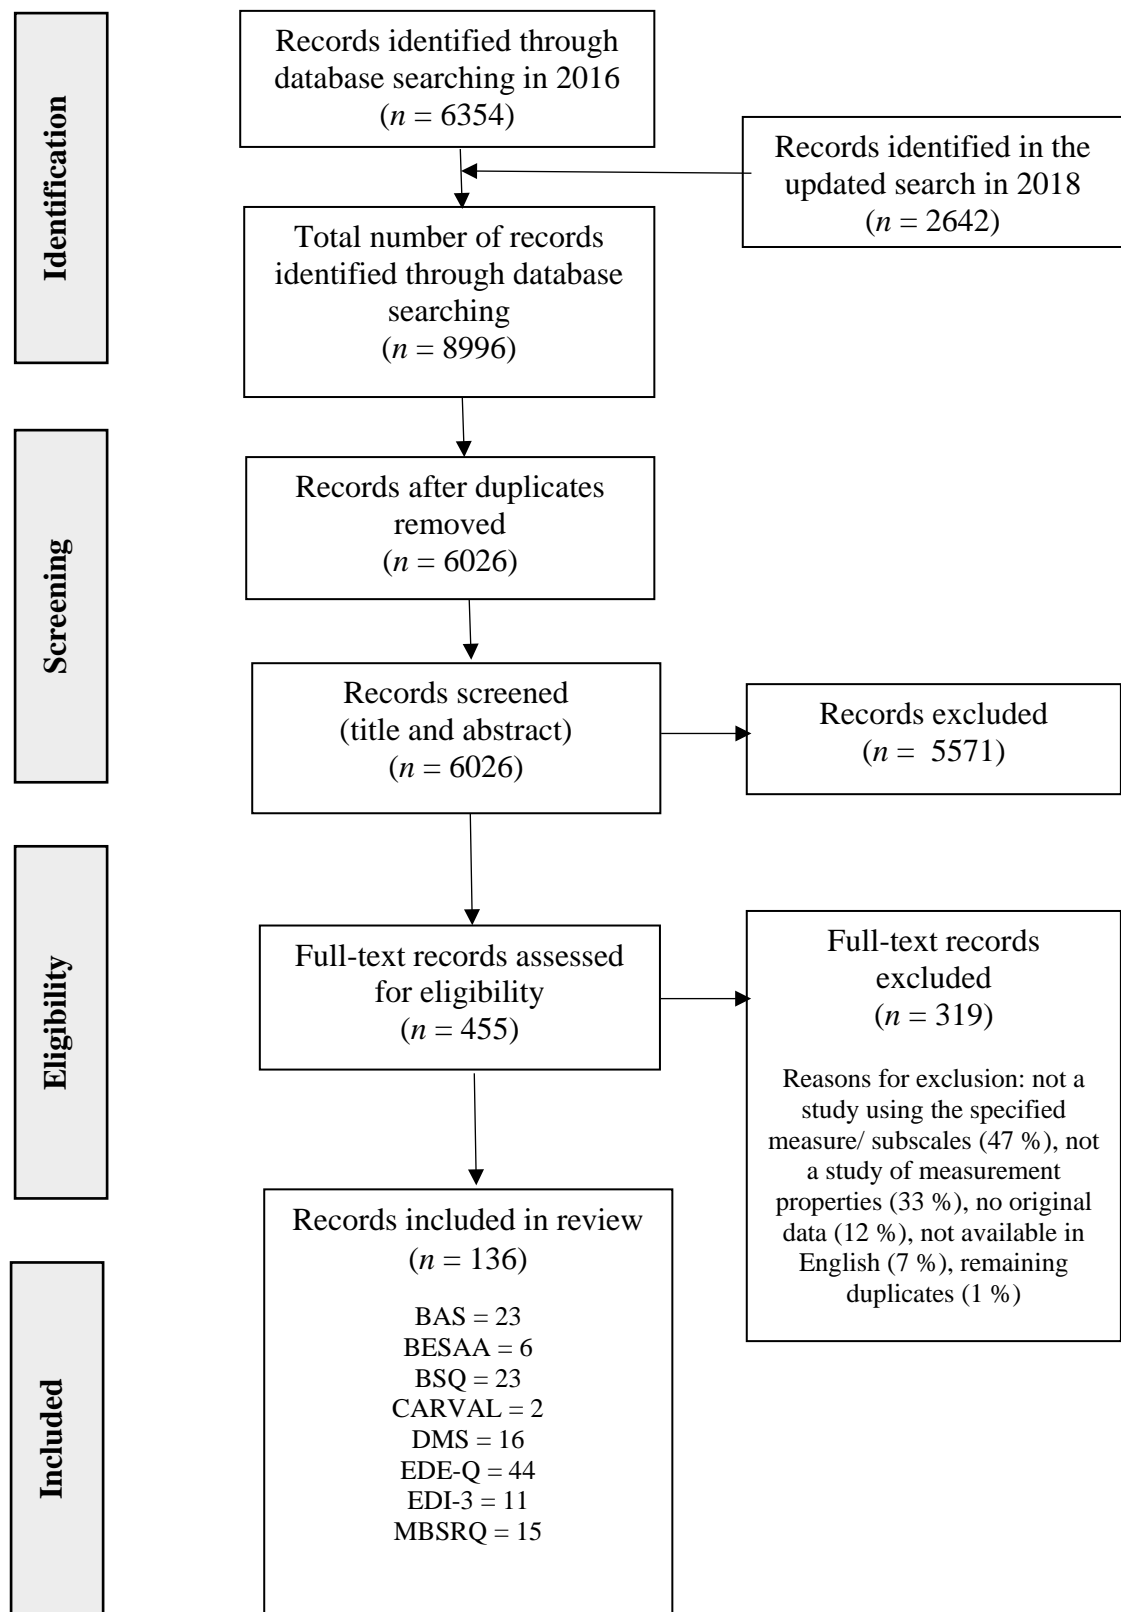 Identification
Records identified through
database searching in 2016
(n = 6354)
Records identified in the
updated search in 2018
(n = 2642)
Total number of records
identified through database
searching
(n = 8996)
Screening
Records after duplicates
removed
(n = 6026)
Records screened
(title and abstract)
(n = 6026)
Records excluded
(n =  5571)
Eligibility
Full-text records assessed
for eligibility
(n = 455)
Full-text records
excluded
(n = 319)
Reasons for exclusion: not a
study using the specified
measure/ subscales (47 %), not
a study of measurement
properties (33 %), no original
data (12 %), not available in
English (7 %), remaining
duplicates (1 %)
Included
Records included in review
(n = 136)
BAS = 23
BESAA = 6
BSQ = 23
CARVAL = 2
DMS = 16
EDE-Q = 44
EDI-3 = 11
MBSRQ = 15